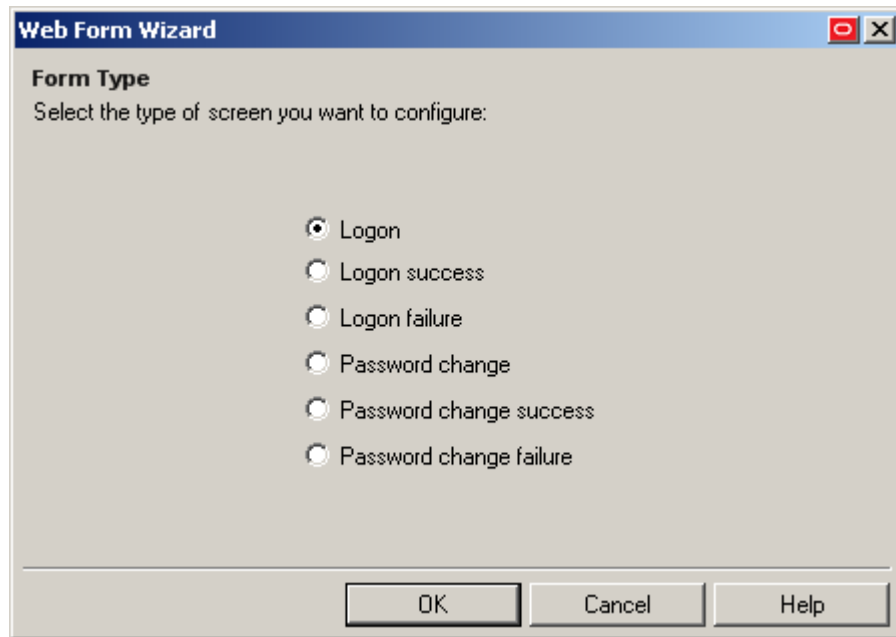 Web Form Wizard
Form Type
Select the type of screen you want to configure:
Logon
Logon success
Logon failure
Password change
Password change success
Password change failure
OK Cancel Help